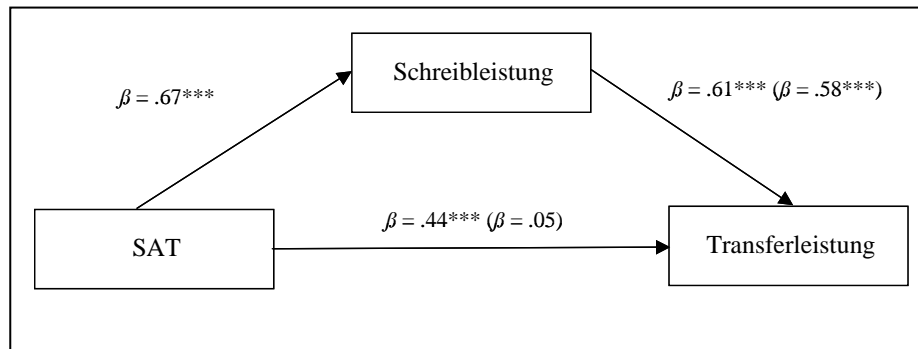 Schreibleistung
β = .67***
β = .61*** (β = .58***)
β = .44*** (β = .05)
SAT
Transferleistung